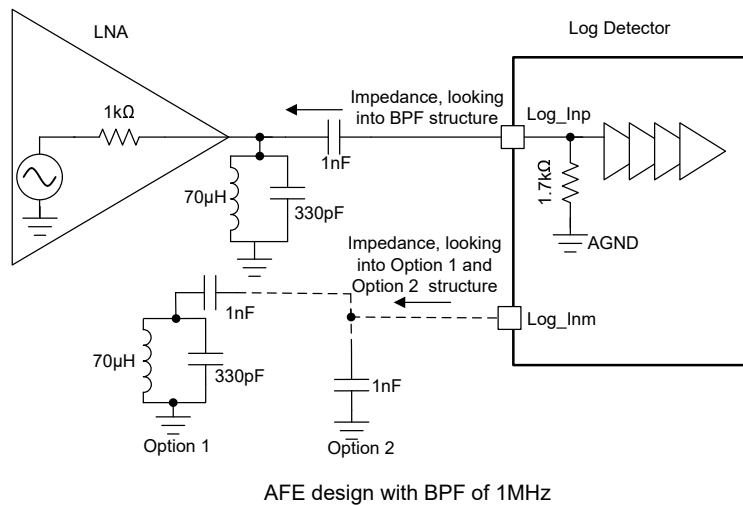 LNA
Log Detector
1kΩ
Impedance, looking
into BPF structure
Log_Inp
1nF
70µH
330pF
1.7kΩ
AGND
Impedance, looking
into Option 1 and
Option 2 structure
1nF
Log_Inm
70µH
330pF
1nF
Option 1
Option 2
AFE design with BPF of 1MHz